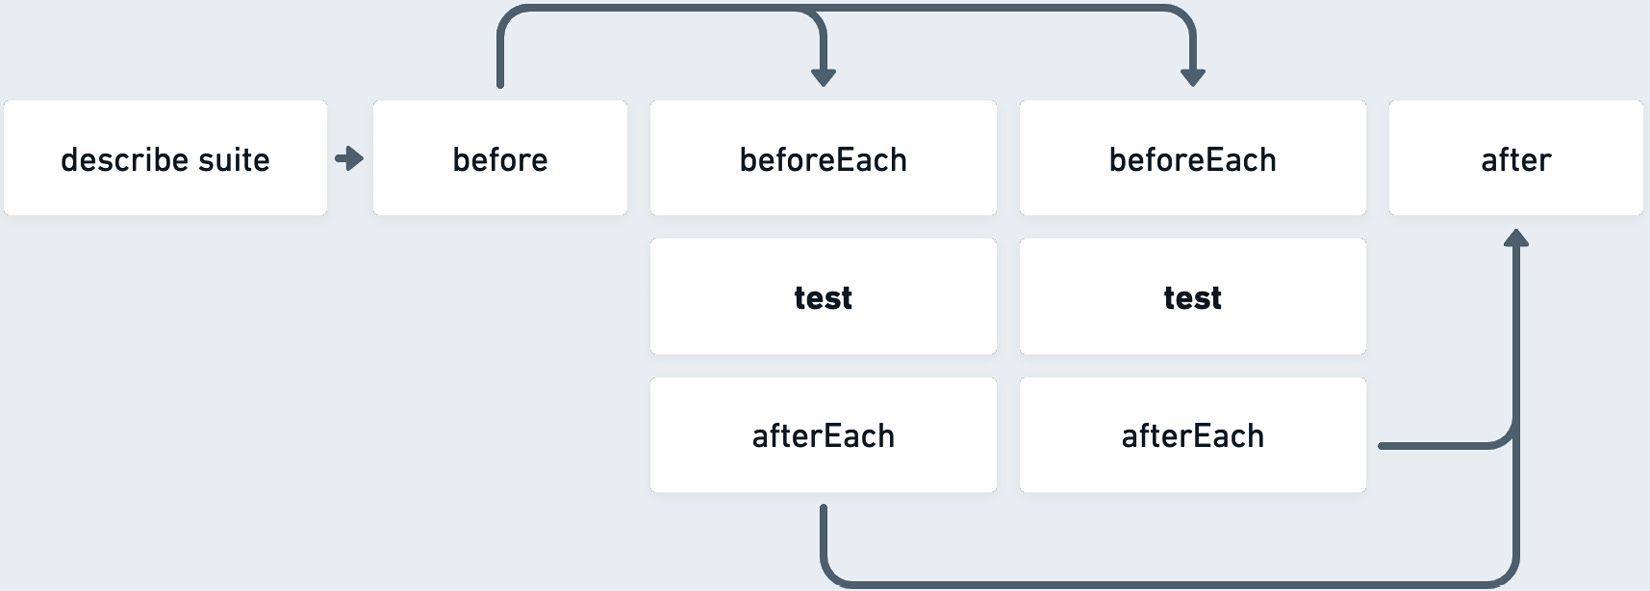 describe suite
before
beforeEach
beforeEach
after
test
test
afterEach
afterEach